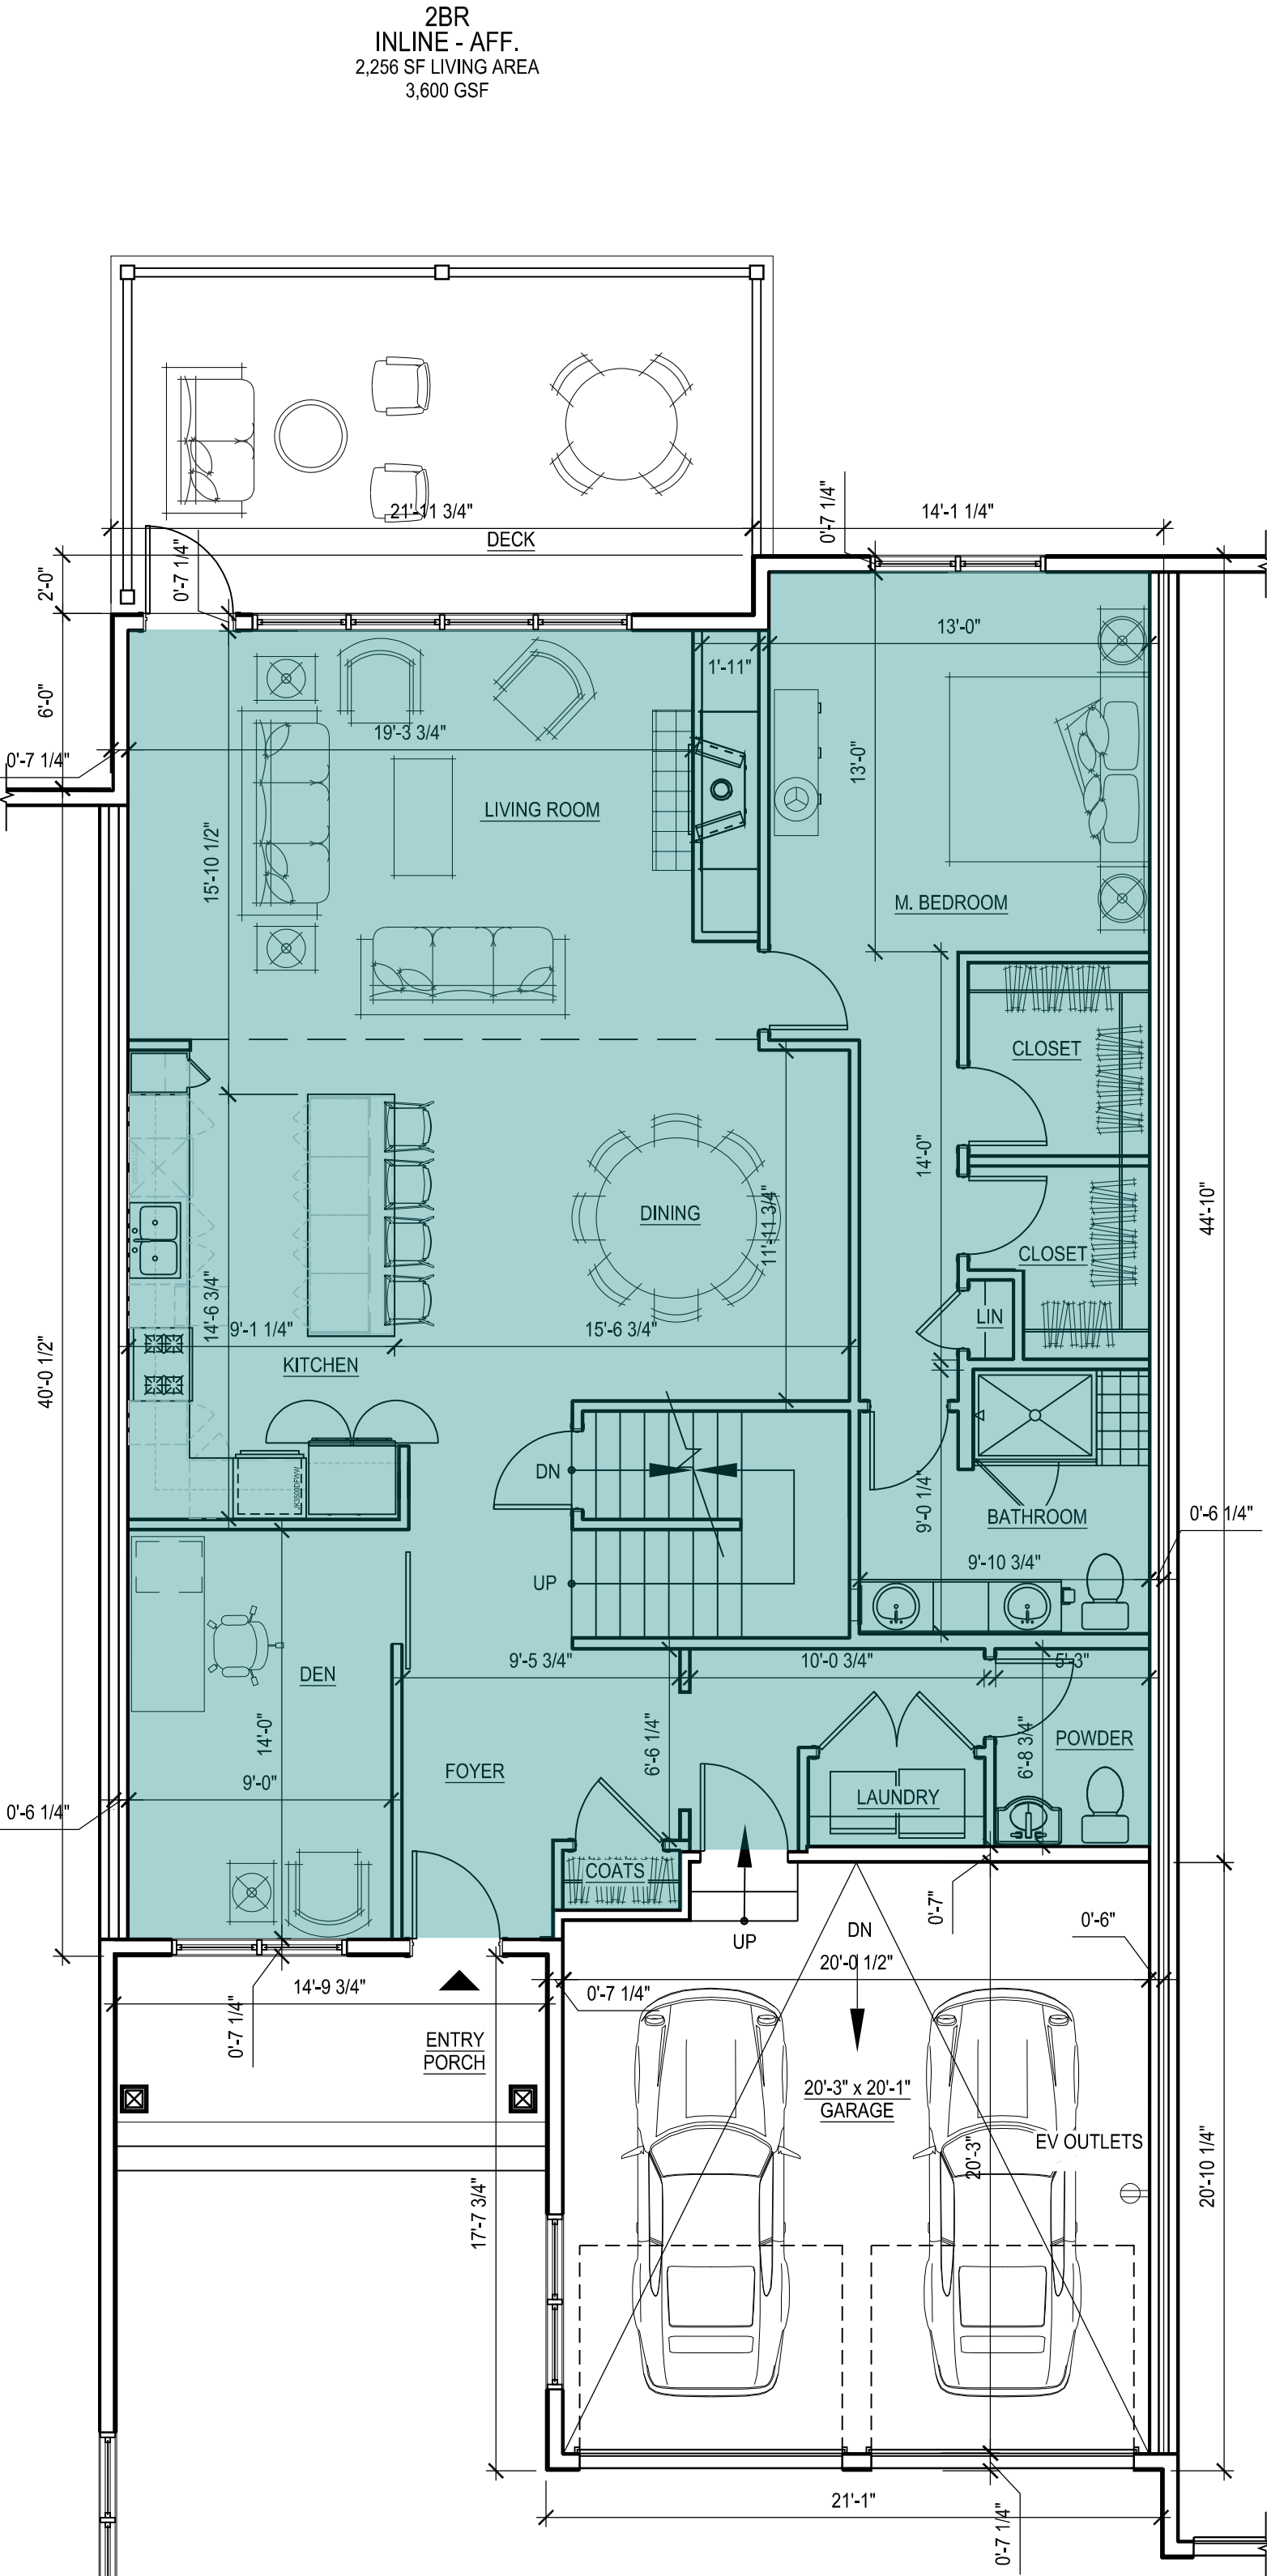 2BR
INLINE - AFF.
2,256 SF LIVING AREA
3,600 GSF
21'-11 3/4"
0'-7 1/4"
14'-1 1/4"
DECK
0'-7 1/4"
2'-0"
13'-0"
1'-11"
6'-0"
19'-3 3/4"
0'-7 1/4"
13'-0"
LIVING ROOM
15'-10 1/2"
M. BEDROOM
CLOSET
14'-0"
44'-10"
DINING
11'-11 3/4"
CLOSET
14'-6 3/4"
9'-1 1/4"
15'-6 3/4"
LIN
KITCHEN
40'-0 1/2"
DN
9'-0 1/4"
BATHROOM
0'-6 1/4"
9'-10 3/4"
UP
9'-5 3/4"
10'-0 3/4"
5'-3"
DEN
14'-0"
6'-6 1/4"
6'-8 3/4"
POWDER
FOYER
9'-0"
LAUNDRY
0'-6 1/4"
COATS
0'-7"
0'-6"
UP
DN
20'-0 1/2"
14'-9 3/4"
0'-7 1/4"
0'-7 1/4"
ENTRY
PORCH
20'-3" x 20'-1"
GARAGE
EV OUTLETS
20'-3"
17'-7 3/4"
20'-10 1/4"
21'-1"
0'-7 1/4"